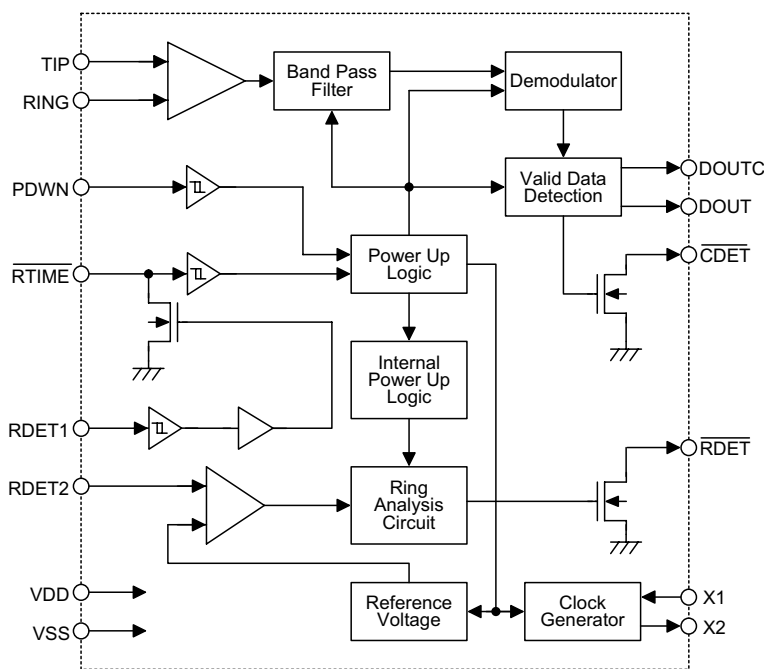 TIP
RING
PDWN
RTIME
RDET1
RDET2
VDD
VSS
Band Pass
Filter
Demodulator
Valid Data
Detection
Power Up
Logic
Internal
Power Up
Logic
Ring
Analysis
Circuit
Reference
Voltage
Clock
Generator
DOUTC
DOUT
CDET
RDET
X1
X2